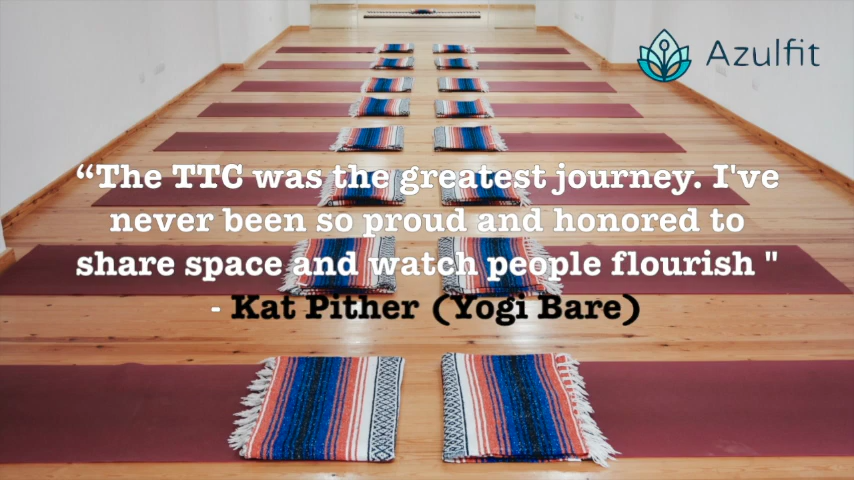 Azulfit
“The TTC was the greatest journey. I've
never been so proud and honored to
share space and watch people flourish "
- Kat Pither (Yogi Bare)